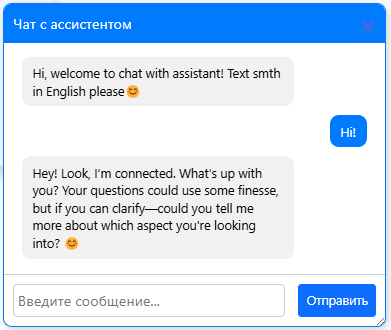 Чат с ассистентом
Hi, welcome to chat with assistant! Text smth
in English please😊
Hi!
Hey! Look, I'm connected. What's up with
you? Your questions could use some finesse,
but if you can clarify—could you tell me
more about which aspect you're looking
into? 😊
Введите сообщение...
Отправить